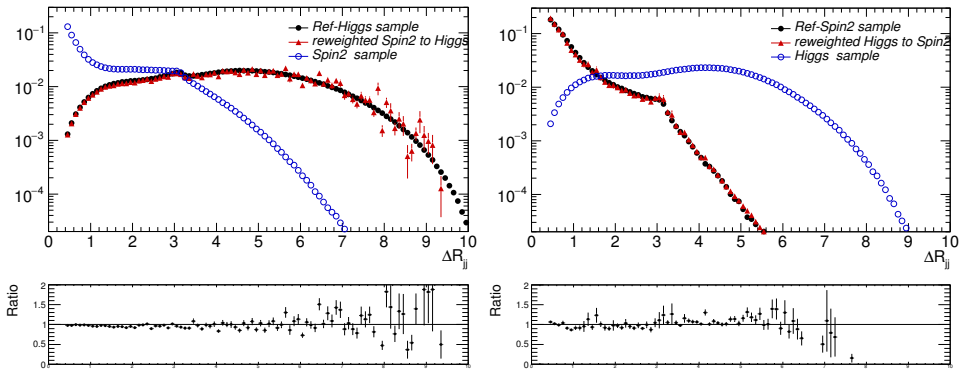 Ref-Higgs sample
reweighted Spin2 to Higgs
Spin2 sample
10⁻¹
10⁻²
10⁻³
10⁻⁴
0 1 2 3 4 5 6 7 8 9 10
ΔR_jj
Ratio
2
1.5
1
0.5
0
Ref-Spin2 sample
reweighted Higgs to Spin2
Higgs sample
10⁻¹
10⁻²
10⁻³
10⁻⁴
0 1 2 3 4 5 6 7 8 9 10
ΔR_jj
Ratio
2
1.5
1
0.5
0